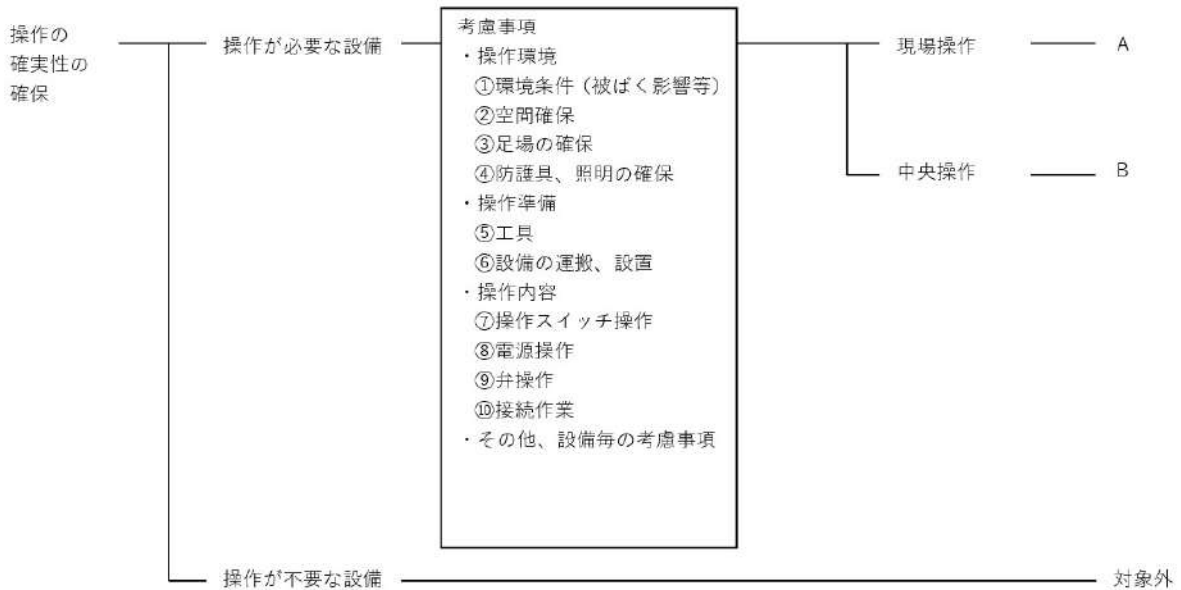 操作の
確実性の
確保
操作が必要な設備
考慮事項
・操作環境
①環境条件（被ばく影響等）
②空間確保
③足場の確保
④防護具、照明の確保
・操作準備
⑤工具
⑥設備の運搬、設置
・操作内容
⑦操作スイッチ操作
⑧電源操作
⑨弁操作
⑩接続作業
・その他、設備毎の考慮事項
現場操作
A
中央操作
B
操作が不要な設備
対象外